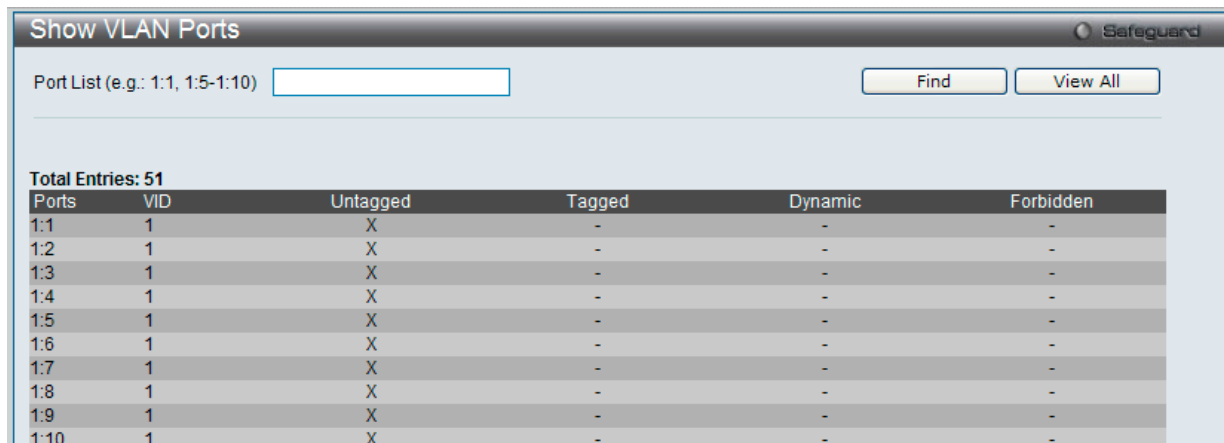 Show VLAN Ports Safeguard
Port List (e.g.: 1:1, 1:5-1:10) Find View All
Total Entries: 51
Ports VID Untagged Tagged Dynamic Forbidden
1:1 1 X - - -
1:2 1 X - - -
1:3 1 X - - -
1:4 1 X - - -
1:5 1 X - - -
1:6 1 X - - -
1:7 1 X - - -
1:8 1 X - - -
1:9 1 X - - -
1:10 1 X - - -